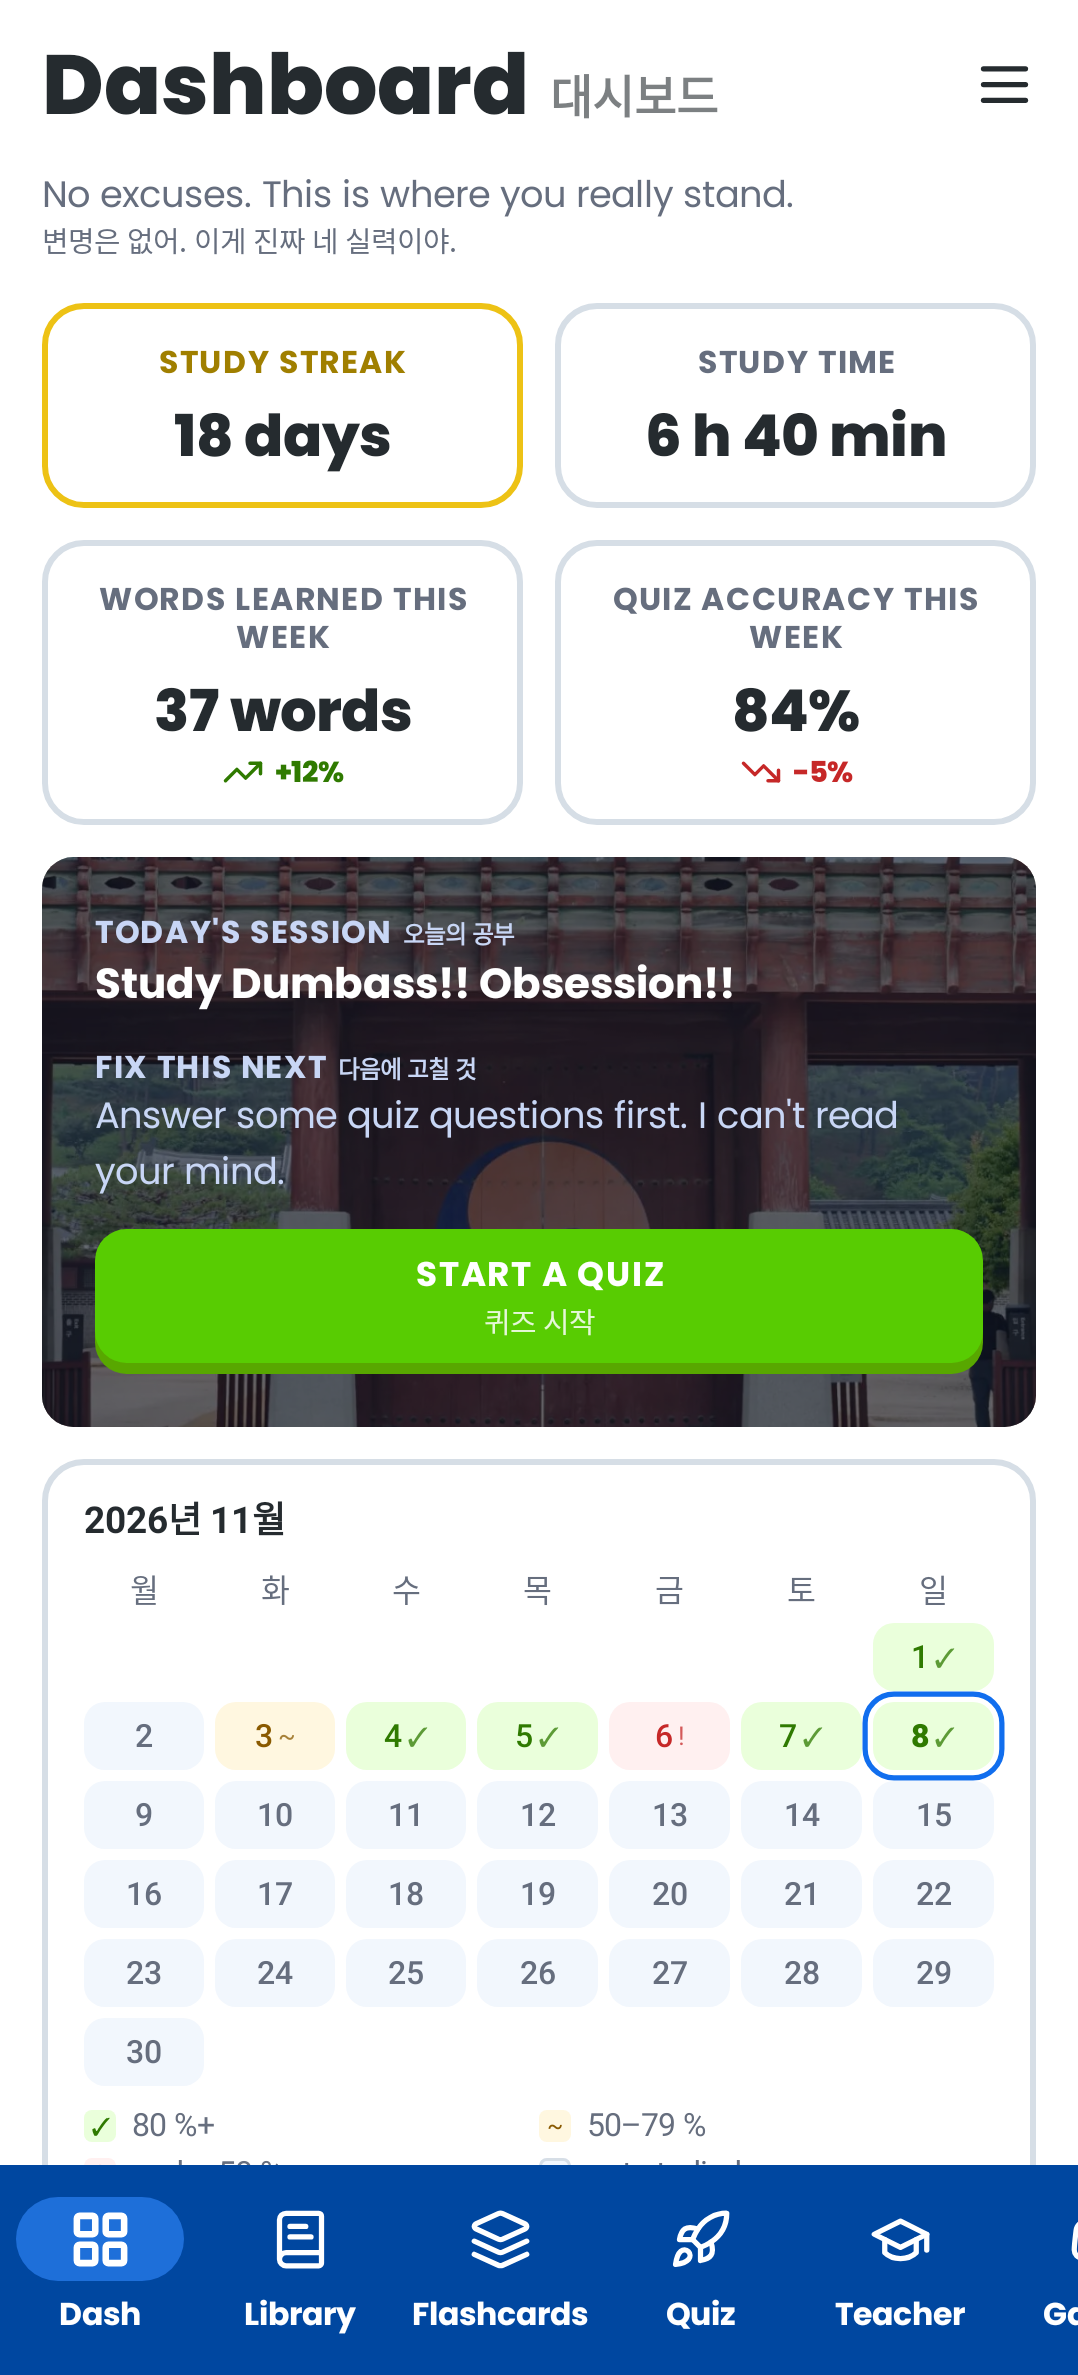 Dashboard 대시보드
No excuses. This is where you really stand.
변명은 없어. 이게 진짜 네 실력이야.
STUDY STREAK
18 days
STUDY TIME
6 h 40 min
WORDS LEARNED THIS
WEEK
37 words
+12%
QUIZ ACCURACY THIS
WEEK
84%
−5%
TODAY'S SESSION 오늘의 공부
Study Dumbass!! Obsession!!
FIX THIS NEXT 다음에 고칠 것
Answer some quiz questions first. I can't read
your mind.
START A QUIZ
퀴즈 시작
2026년 11월
월 화 수 목 금 토 일
1✓
2 3~ 4✓ 5✓ 6! 7✓ 8✓
9 10 11 12 13 14 15
16 17 18 19 20 21 22
23 24 25 26 27 28 29
30
✓ 80 %+
~ 50–79 %
Dash
Library
Flashcards
Quiz
Teacher